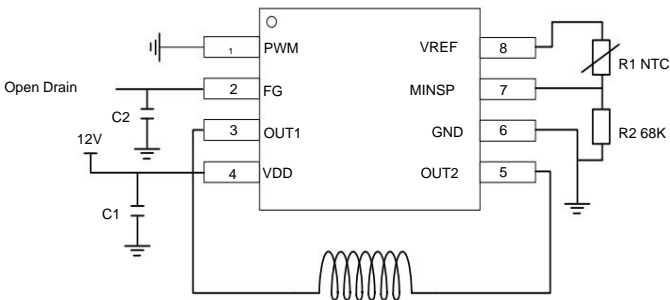 1 PWM VREF 8
R1 NTC
Open Drain 2 FG MINSP 7
C2
12V 3 OUT1 GND 6 R2 68K
4 VDD OUT2 5
C1